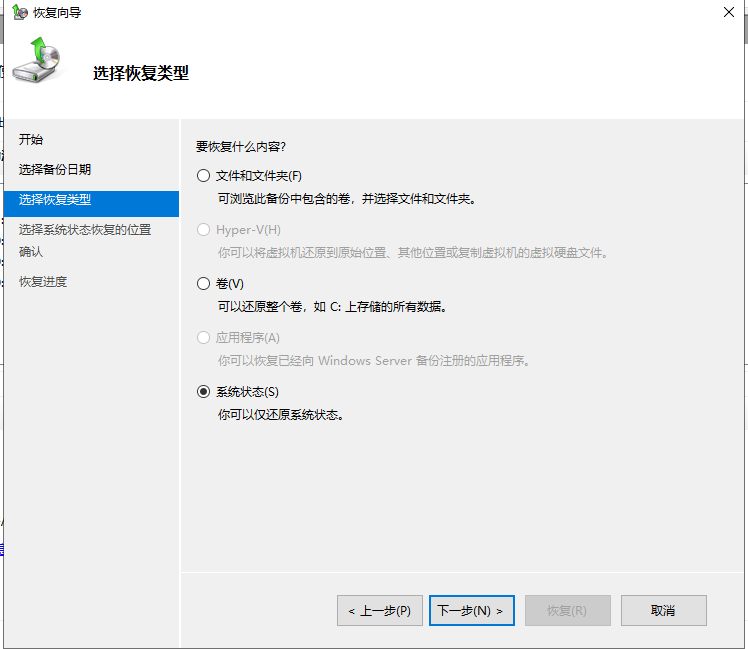 恢复向导
选择恢复类型
开始
选择备份日期
选择恢复类型
选择系统状态恢复的位置
确认
恢复进度
要恢复什么内容?
文件和文件夹(F)
可浏览此备份中包含的卷，并选择文件和文件夹。
Hyper-V(H)
你可以将虚拟机还原到原始位置、其他位置或复制虚拟机的虚拟硬盘文件。
卷(V)
可以还原整个卷，如 C: 上存储的所有数据。
应用程序(A)
你可以恢复已经向 Windows Server 备份注册的应用程序。
系统状态(S)
你可以仅还原系统状态。
< 上一步(P)
下一步(N) >
恢复(R)
取消